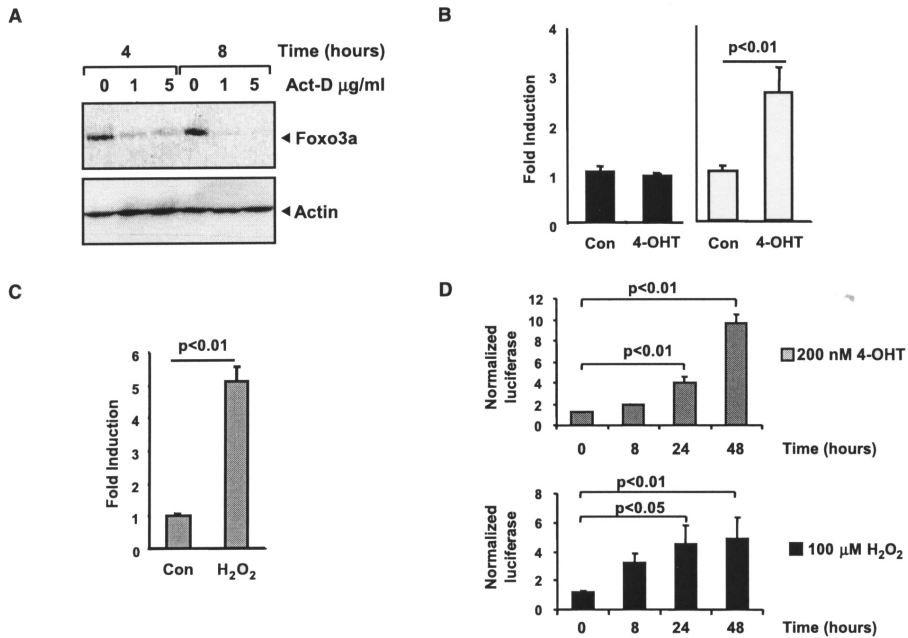 A
Time (hours)
4 8
0 1 5 0 1 5 Act-D μg/ml
◄ Foxo3a
◄ Actin
B
Fold Induction
4
3
2
1
0
p<0.01
Con 4-OHT Con 4-OHT
C
Fold Induction
6
5
4
3
2
1
0
p<0.01
Con H₂O₂
D
Normalized
luciferase
12
10
8
6
4
2
0
p<0.01
p<0.01
200 nM 4-OHT
0 8 24 48 Time (hours)
Normalized
luciferase
8
6
4
2
0
p<0.01
p<0.05
100 μM H₂O₂
0 8 24 48 Time (hours)